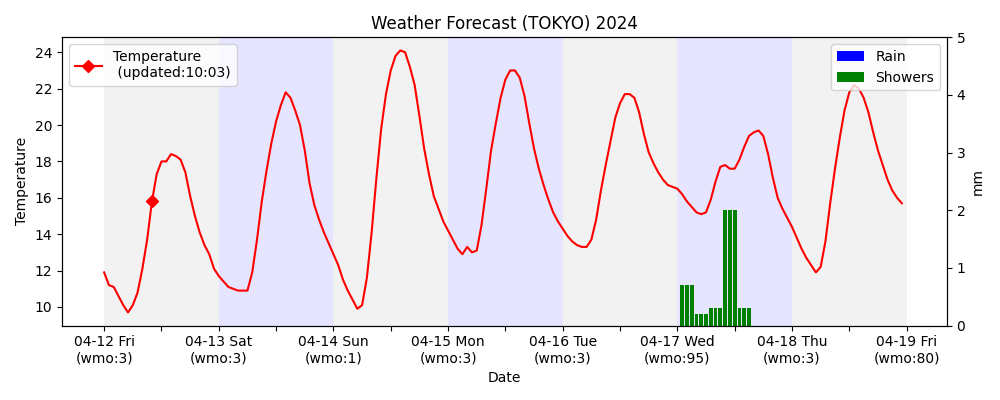 Weather Forecast (TOKYO) 2024
Temperature
(updated:10:03)
Rain
Showers
Temperature
24
22
20
18
16
14
12
10
5
4
3
2
1
0
mm
04-12 Fri
(wmo:3)
04-13 Sat
(wmo:3)
04-14 Sun
(wmo:1)
04-15 Mon
(wmo:3)
04-16 Tue
(wmo:3)
04-17 Wed
(wmo:95)
04-18 Thu
(wmo:3)
04-19 Fri
(wmo:80)
Date